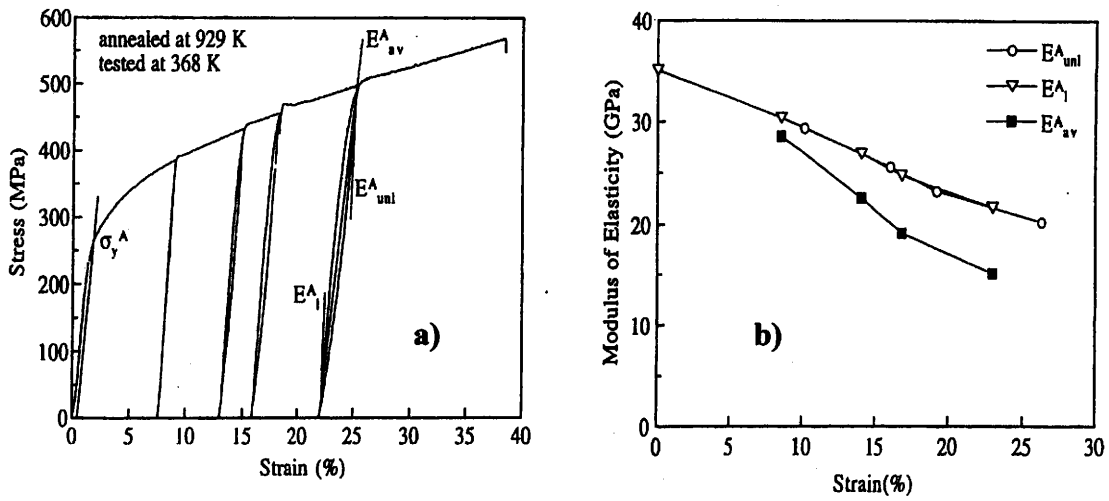 600
500
400
300
200
100
0
Stress (MPa)
annealed at 929 K
tested at 368 K
E^A_av
E^A_unl
σ_y^A
E^A_l
a)
0 5 10 15 20 25 30 35 40
Strain (%)
40
30
20
10
0
Modulus of Elasticity (GPa)
E^A_unl
E^A_l
E^A_av
b)
0 5 10 15 20 25 30
Strain(%)